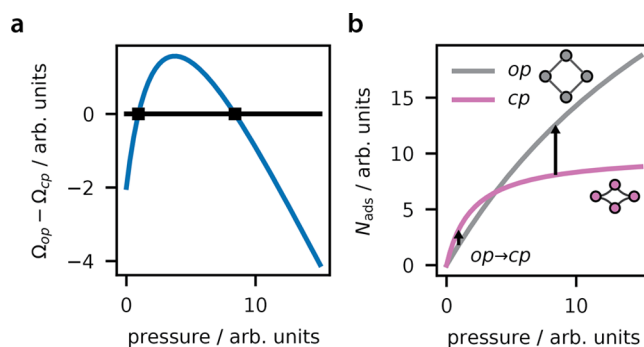 a
Ω_op − Ω_cp / arb. units
0
−2
−4
0
10
pressure / arb. units
b
N_ads / arb. units
15
10
5
0
op
cp
op→cp
0
10
pressure / arb. units